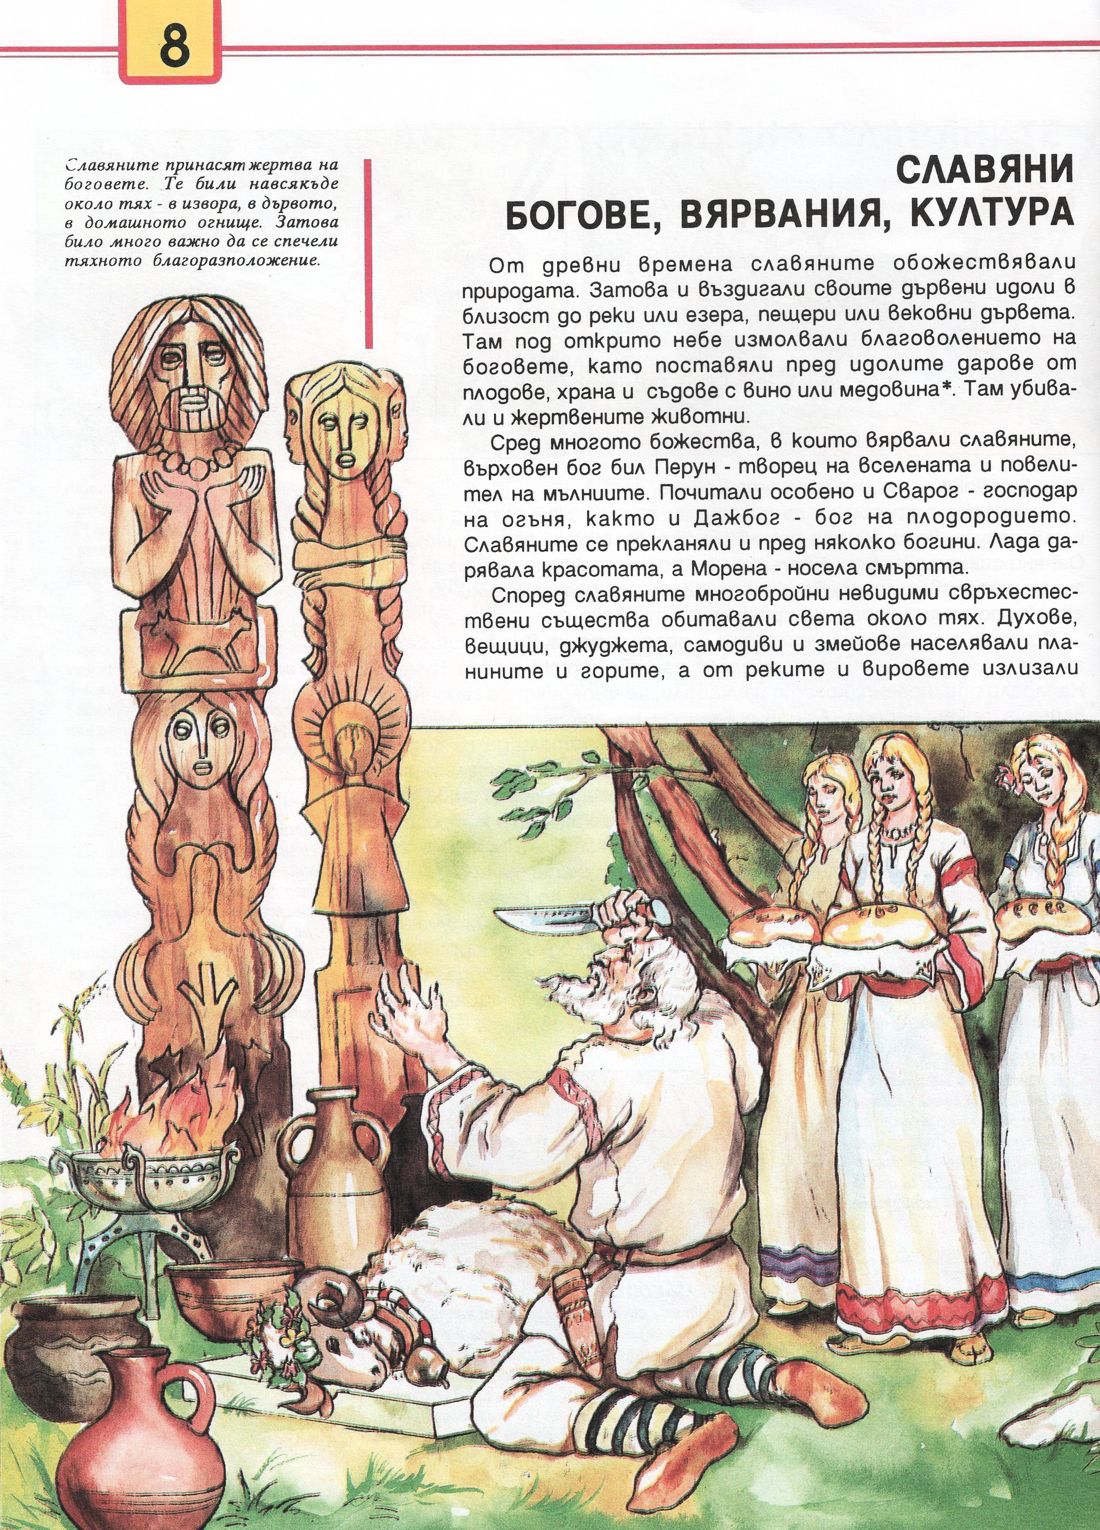 8
Славяните принасят жертва на
боговете. Те били навсякъде
около тях - в извора, в дървото,
в домашното огнище. Затова
било много важно да се спечели
тяхното благоразположение.
СЛАВЯНИ
БОГОВЕ, ВЯРВАНИЯ, КУЛТУРА
От древни времена славяните обожествявали
природата. Затова и въздигали своите дървени идоли в
близост до реки или езера, пещери или вековни дървета.
Там под открито небе измолвали благоволението на
боговете, като поставяли пред идолите дарове от
плодове, храна и съдове с вино или медовина*. Там убива-
ли и жертвените животни.
Сред многото божества, в които вярвали славяните,
върховен бог бил Перун - творец на вселената и повели-
тел на мълниите. Почитали особено и Сварог - господар
на огъня, както и Дажбог - бог на плодородието.
Славяните се прекланяли и пред няколко богини. Лада да-
рявала красотата, а Морена - носела смъртта.
Според славяните многобройни невидими свръхестес-
твени същества обитавали света около тях. Духове,
вещици, джуджета, самодиви и змейове населявали пла-
нините и горите, а от реките и вировете излизали